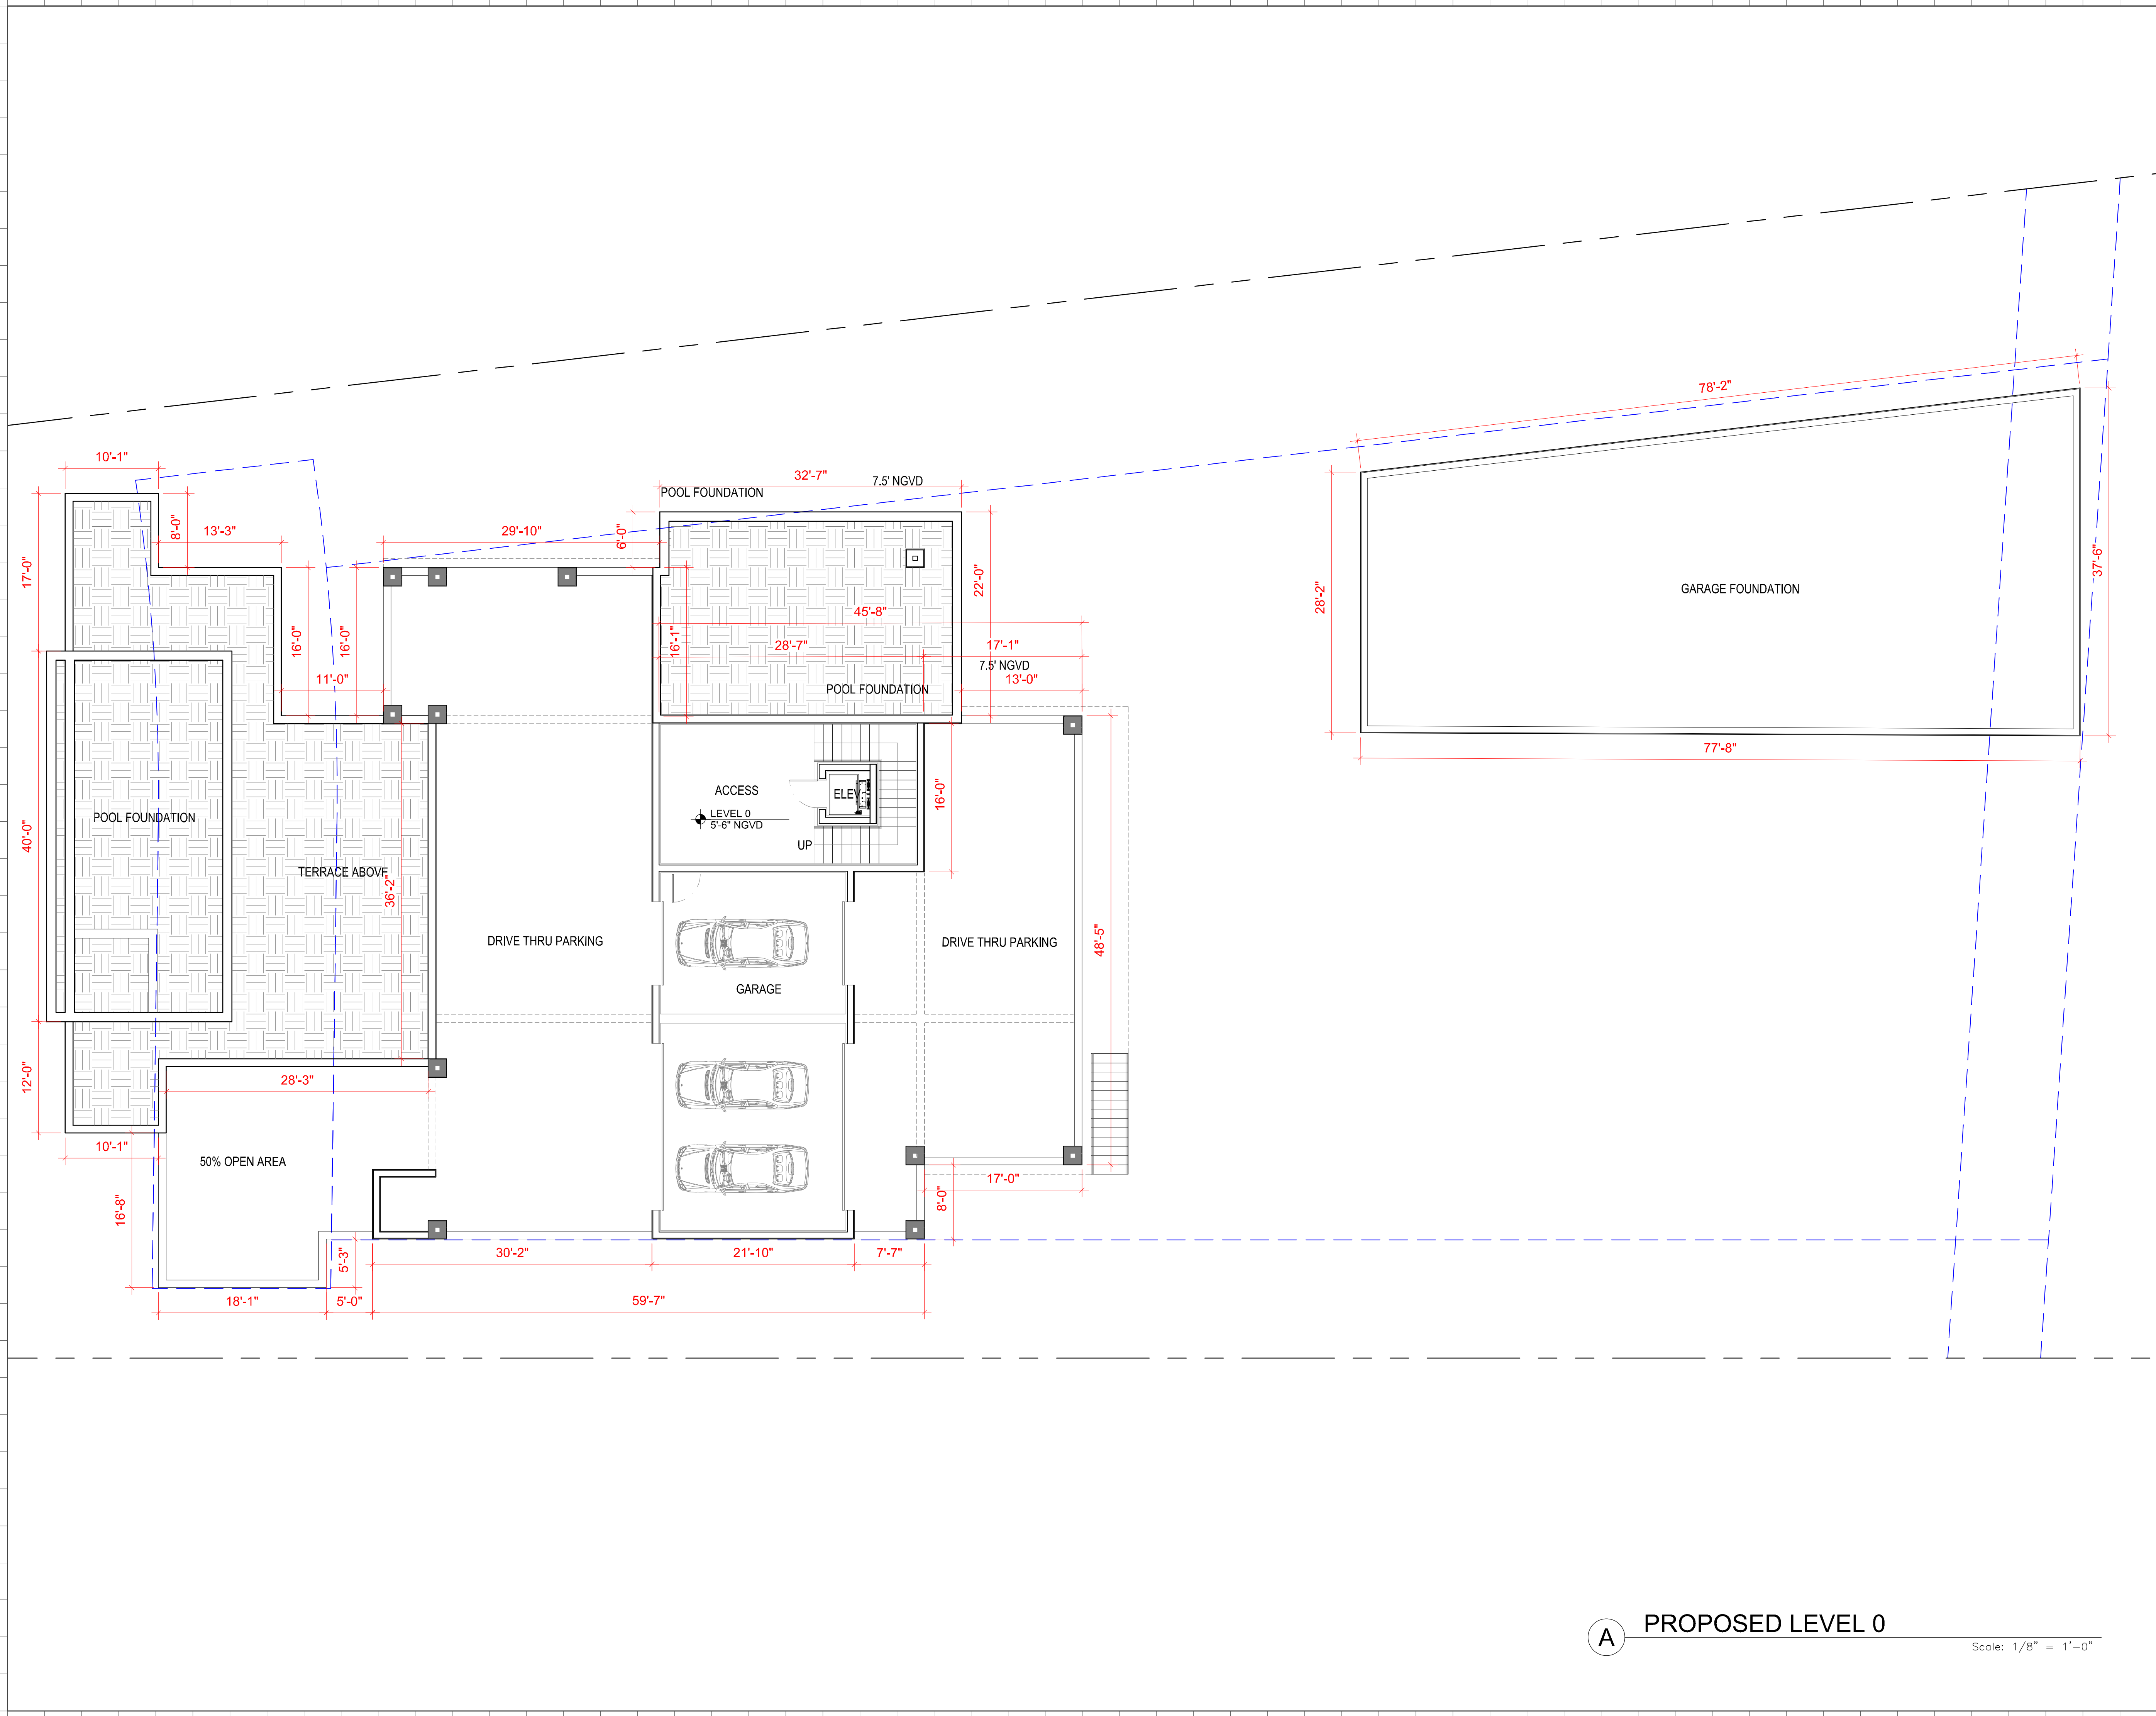 78'-2"
10'-1"
32'-7"
7.5' NGVD
POOL FOUNDATION
8'-0"
13'-3"
29'-10"
6'-0"
17'-0"
22'-0"
37'-6"
28'-2"
GARAGE FOUNDATION
45'-8"
16'-0"
16'-0"
16'-1"
28'-7"
17'-1"
7.5' NGVD
11'-0"
13'-0"
POOL FOUNDATION
77'-8"
ACCESS
ELEV
16'-0"
LEVEL 0
5'-6" NGVD
POOL FOUNDATION
40'-0"
UP
TERRACE ABOVE
36'-2"
DRIVE THRU PARKING
DRIVE THRU PARKING
48'-5"
GARAGE
12'-0"
28'-3"
10'-1"
50% OPEN AREA
17'-0"
16'-8"
8'-0"
5'-3"
30'-2"
21'-10"
7'-7"
18'-1"
5'-0"
59'-7"
A
PROPOSED LEVEL 0
Scale: 1/8" = 1'-0"